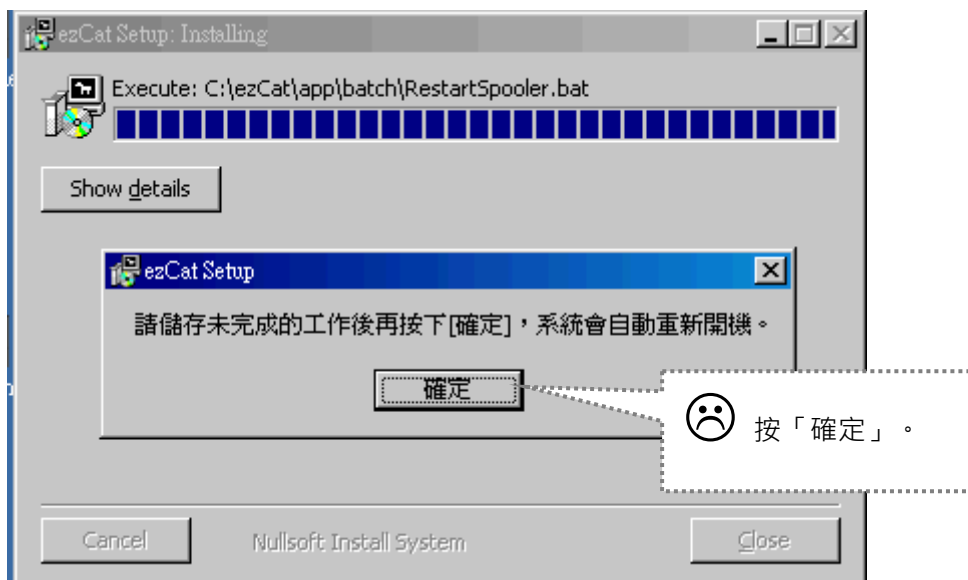 ezCat Setup: Installing
Execute: C:\ezCat\app\batch\RestartSpooler.bat
Show details
ezCat Setup
請儲存未完成的工作後再按下[確定]，系統會自動重新開機。
確定
按「確定」。
Cancel
Nullsoft Install System
Close